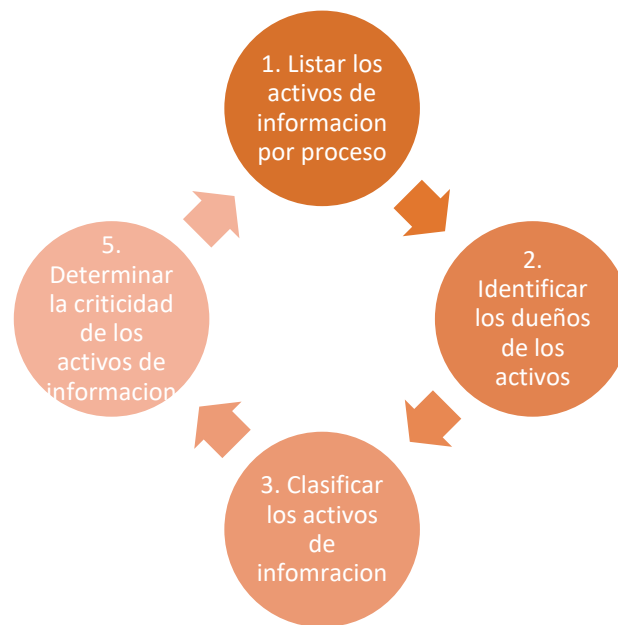 1. Listar los
activos de
informacion
por proceso
2.
Identificar
los dueños
de los
activos
3. Clasificar
los activos
de
infomracion
5.
Determinar
la criticidad
de los
activos de
informacion